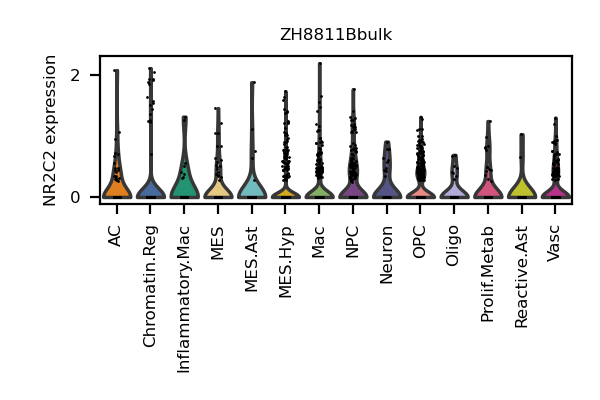 ZH8811Bbulk
NR2C2 expression
2
0
AC
Chromatin.Reg
Inflammatory.Mac
MES
MES.Ast
MES.Hyp
Mac
NPC
Neuron
OPC
Oligo
Prolif.Metab
Reactive.Ast
Vasc